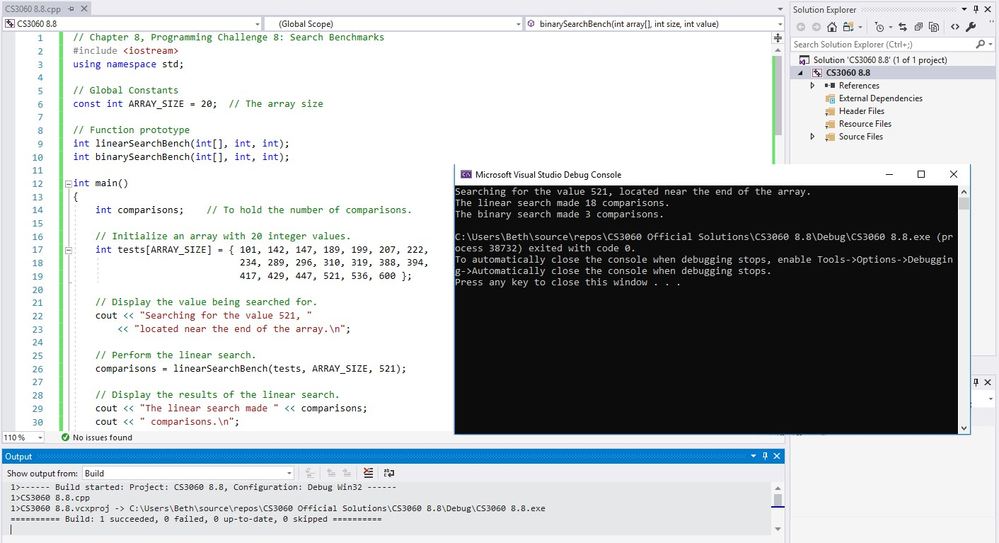 CS3060 8.8.cpp
CS3060 8.8 (Global Scope) binarySearchBench(int array[], int size, int value)
1 // Chapter 8, Programming Challenge 8: Search Benchmarks
2 #include <iostream>
3 using namespace std;
4
5 // Global Constants
6 const int ARRAY_SIZE = 20;  // The array size
7
8 // Function prototype
9 int linearSearchBench(int[], int, int);
10 int binarySearchBench(int[], int, int);
11
12 int main()
13 {
14     int comparisons;    // To hold the number of comparisons.
15
16     // Initialize an array with 20 integer values.
17     int tests[ARRAY_SIZE] = { 101, 142, 147, 189, 199, 207, 222,
18                               234, 289, 296, 310, 319, 388, 394,
19                               417, 429, 447, 521, 536, 600 };
20
21     // Display the value being searched for.
22     cout << "Searching for the value 521, "
23         << "located near the end of the array.\n";
24
25     // Perform the linear search.
26     comparisons = linearSearchBench(tests, ARRAY_SIZE, 521);
27
28     // Display the results of the linear search.
29     cout << "The linear search made " << comparisons;
30     cout << " comparisons.\n";
110 % No issues found
Microsoft Visual Studio Debug Console
Searching for the value 521, located near the end of the array.
The linear search made 18 comparisons.
The binary search made 3 comparisons.
C:\Users\Beth\source\repos\CS3060 Official Solutions\CS3060 8.8\Debug\CS3060 8.8.exe (pr
ocess 38732) exited with code 0.
To automatically close the console when debugging stops, enable Tools->Options->Debuggin
g->Automatically close the console when debugging stops.
Press any key to close this window . . .
Solution Explorer
Search Solution Explorer (Ctrl+;)
Solution 'CS3060 8.8' (1 of 1 project)
CS3060 8.8
References
External Dependencies
Header Files
Resource Files
Source Files
Output
Show output from: Build
1>------ Build started: Project: CS3060 8.8, Configuration: Debug Win32 ------
1>CS3060 8.8.cpp
1>CS3060 8.8.vcxproj -> C:\Users\Beth\source\repos\CS3060 Official Solutions\CS3060 8.8\Debug\CS3060 8.8.exe
========== Build: 1 succeeded, 0 failed, 0 up-to-date, 0 skipped ==========